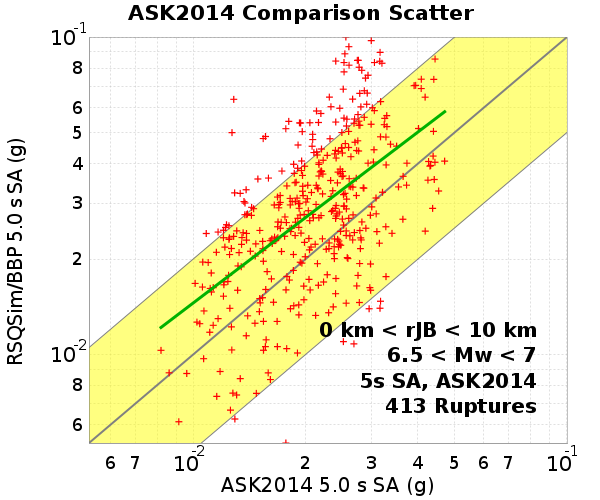 ASK2014 Comparison Scatter
RSQSim/BBP 5.0 s SA (g)
10-1
8
6
5
4
3
2
10-2
8
6
0 km < rJB < 10 km
6.5 < Mw < 7
5s SA, ASK2014
413 Ruptures
6 7 10-2 2 3 4 5 6 7 10-1
ASK2014 5.0 s SA (g)